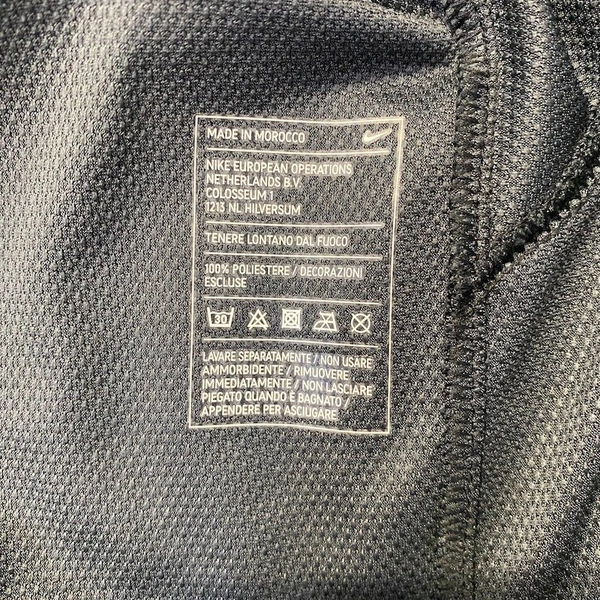 MADE IN MOROCCO
NIKE EUROPEAN OPERATIONS
NETHERLANDS B.V.
COLOSSEUM 1
1213 NL HILVERSUM
TENERE LONTANO DAL FUOCO
100% POLIESTERE / DECORAZIONI
ESCLUSE
30
LAVARE SEPARATAMENTE / NON USARE
AMMORBIDENTE / RIMUOVERE
IMMEDIATAMENTE / NON LASCIARE
PIEGATO QUANDO È BAGNATO /
APPENDERE PER ASCIUGARE